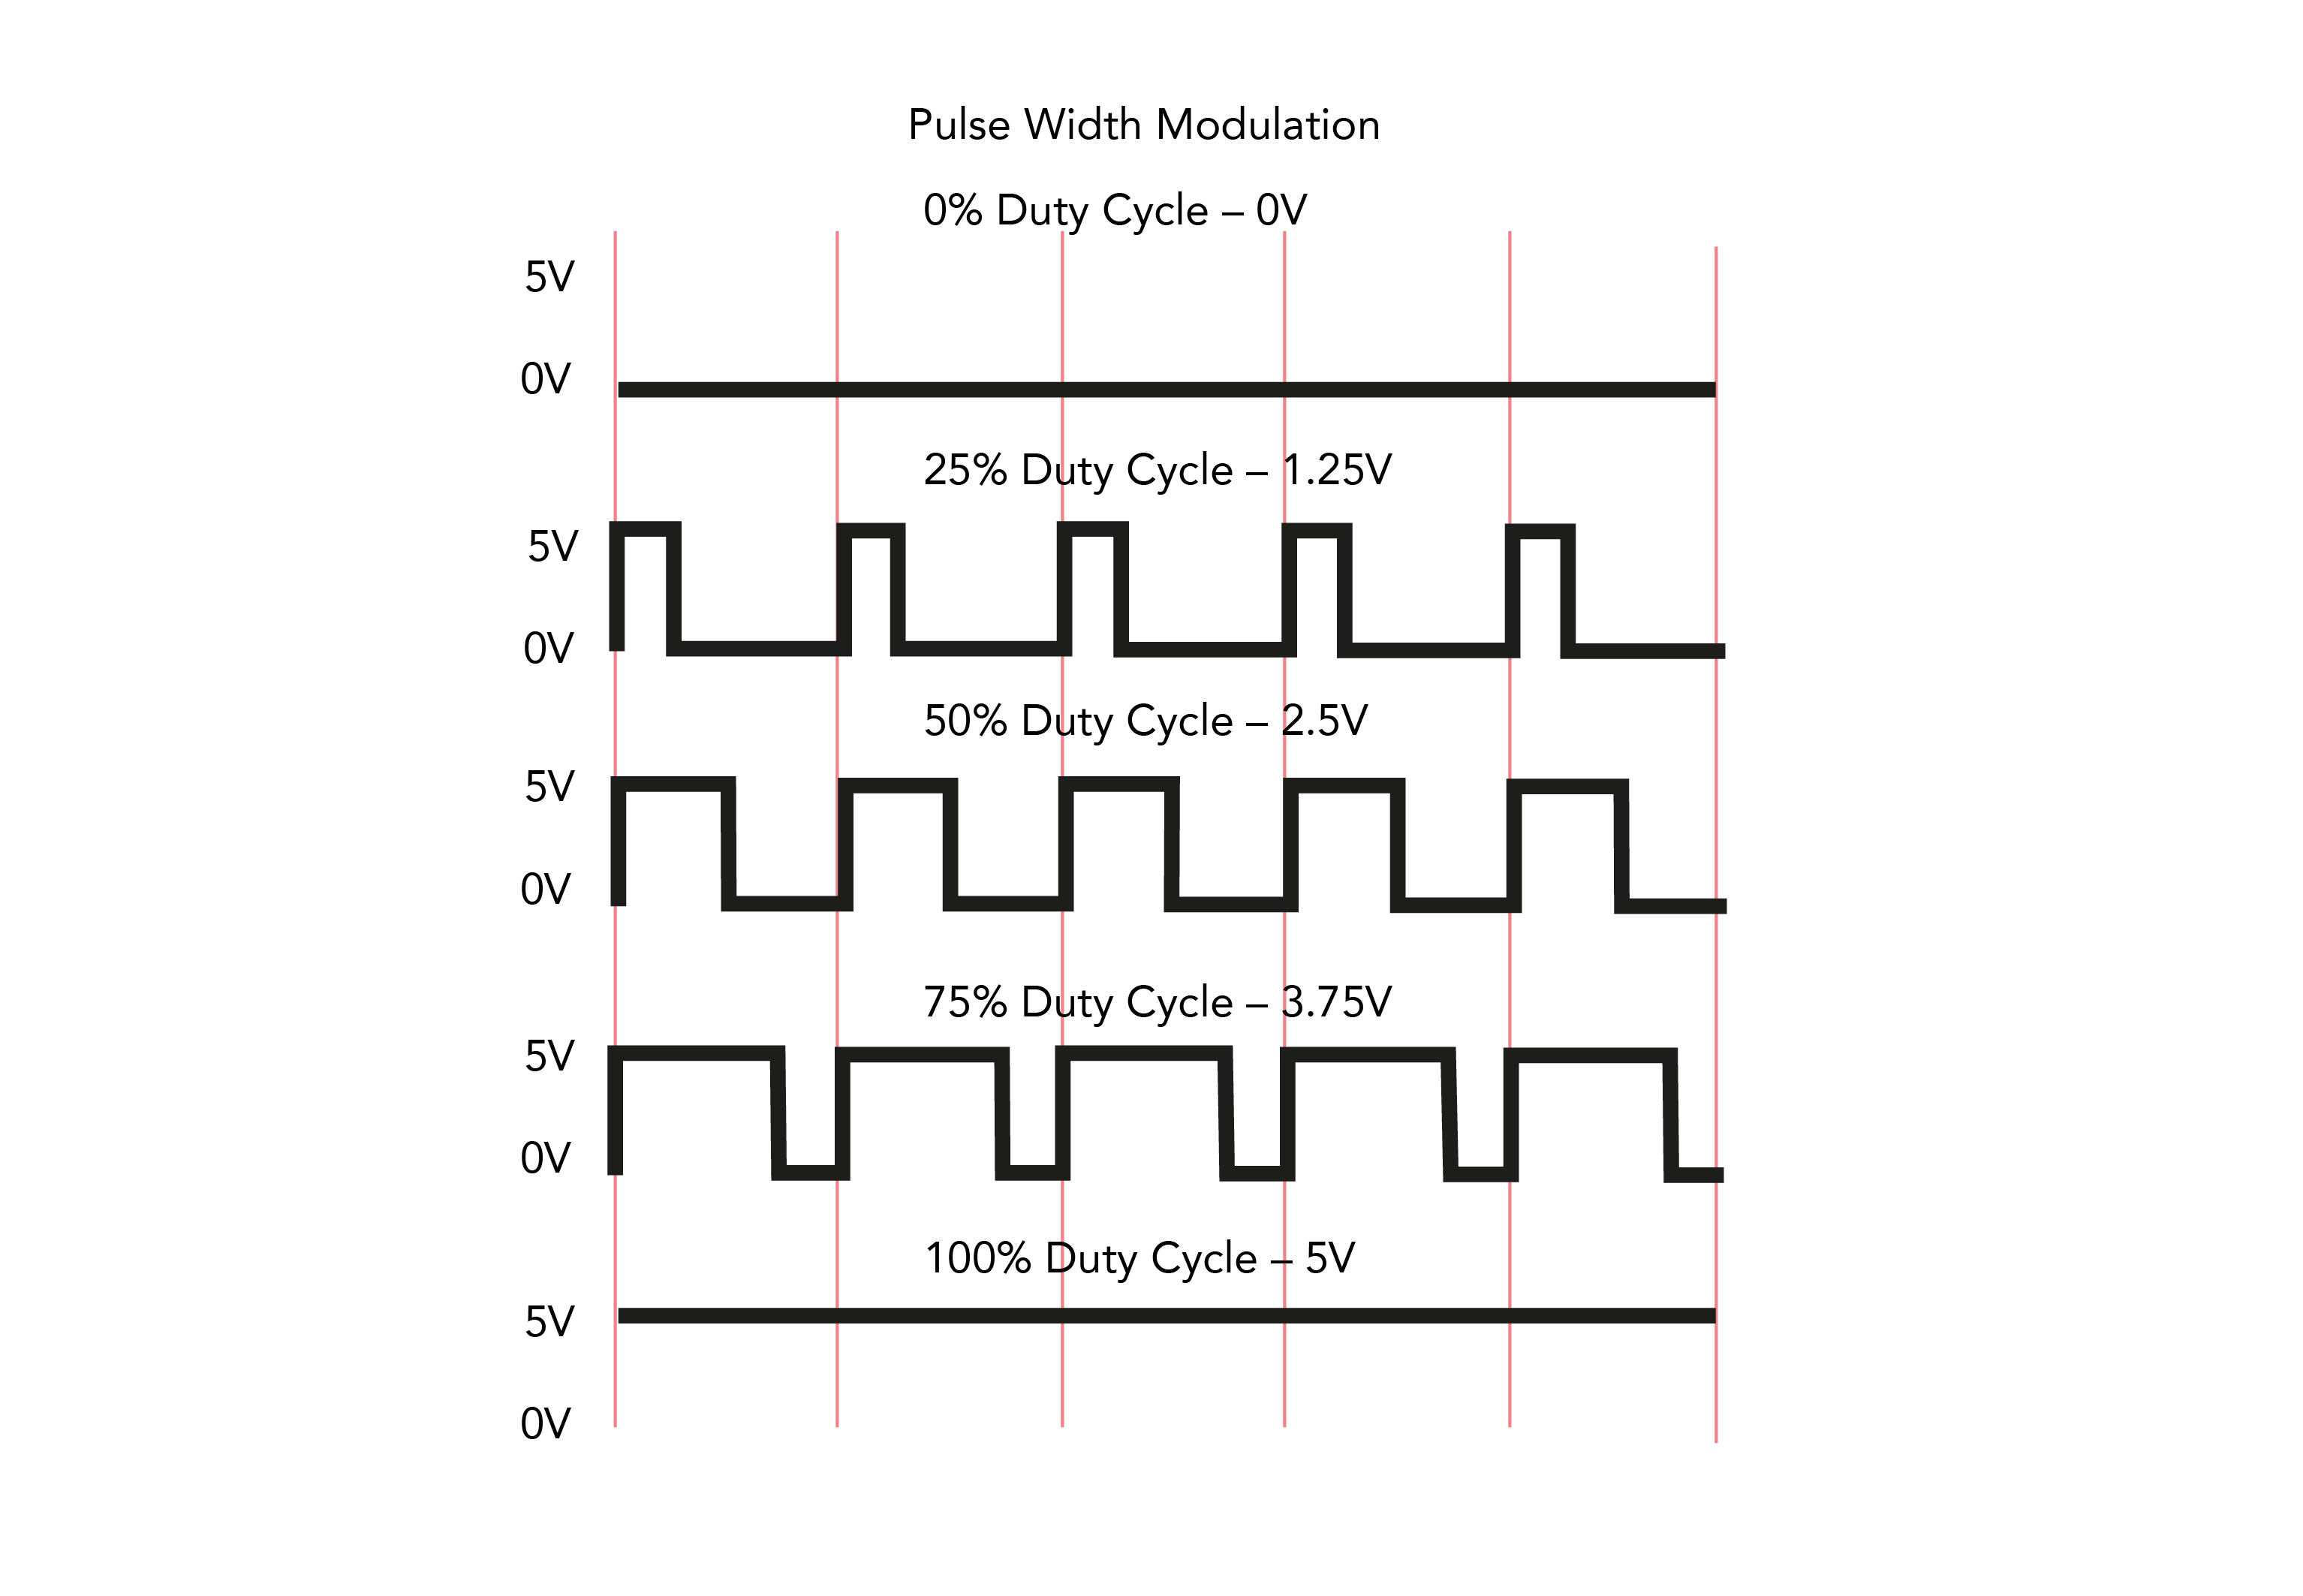 Pulse Width Modulation
0% Duty Cycle – 0V
5V
0V
25% Duty Cycle – 1.25V
5V
0V
50% Duty Cycle – 2.5V
5V
0V
75% Duty Cycle – 3.75V
5V
0V
100% Duty Cycle – 5V
5V
0V